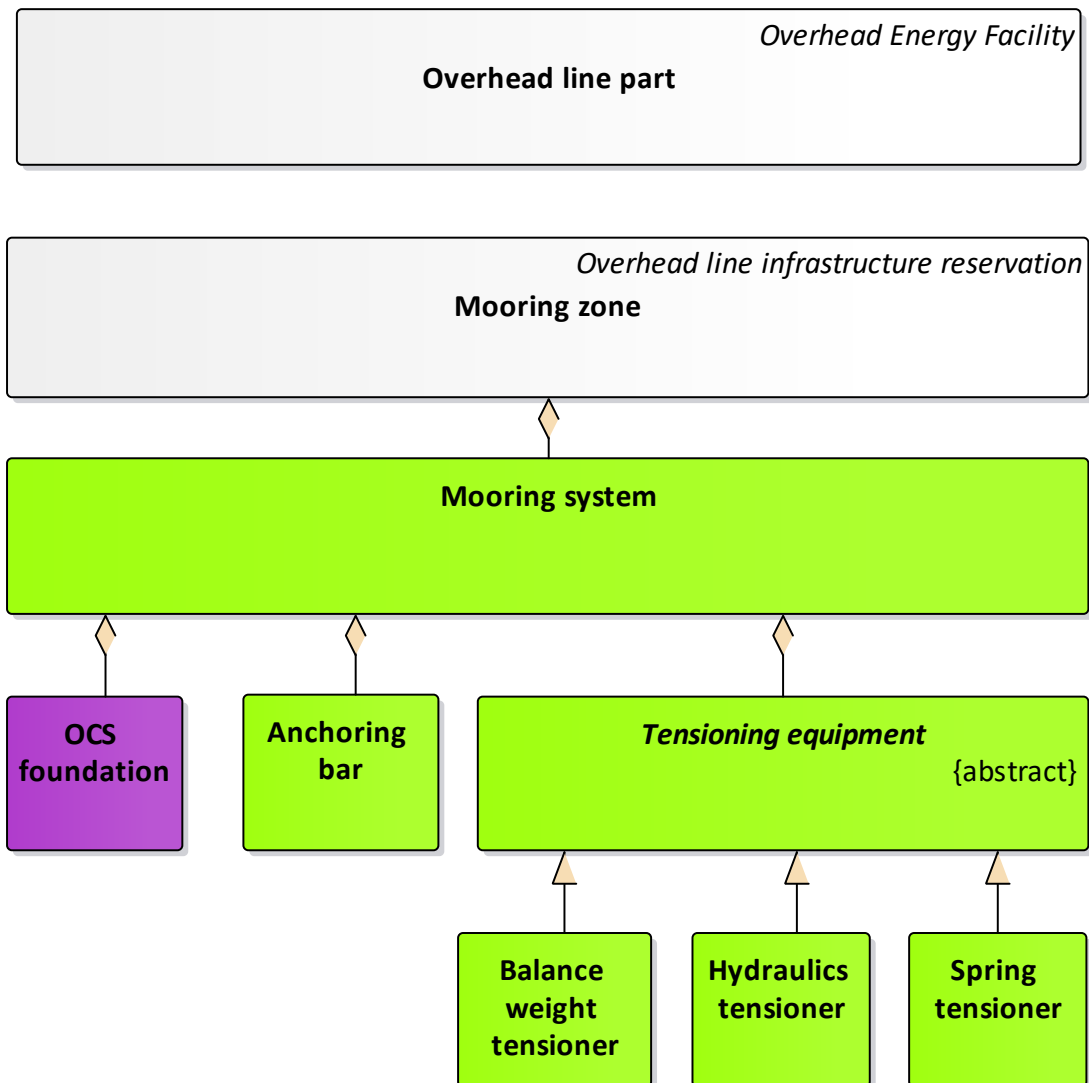 Overhead Energy Facility
Overhead line part
Overhead line infrastructure reservation
Mooring zone
Mooring system
OCS
foundation
Anchoring
bar
Tensioning equipment
{abstract}
Balance
weight
tensioner
Hydraulics
tensioner
Spring
tensioner